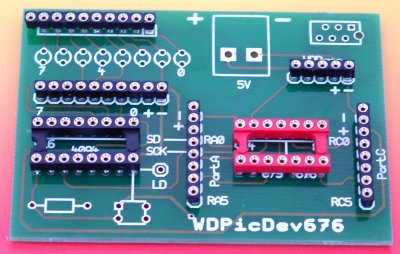 + -
7 4 0
5V
+ -
7 0 + -
SD RA0 RC0
SCK
LD
PortA
PortC
RA5 RC5
WDPicDev676